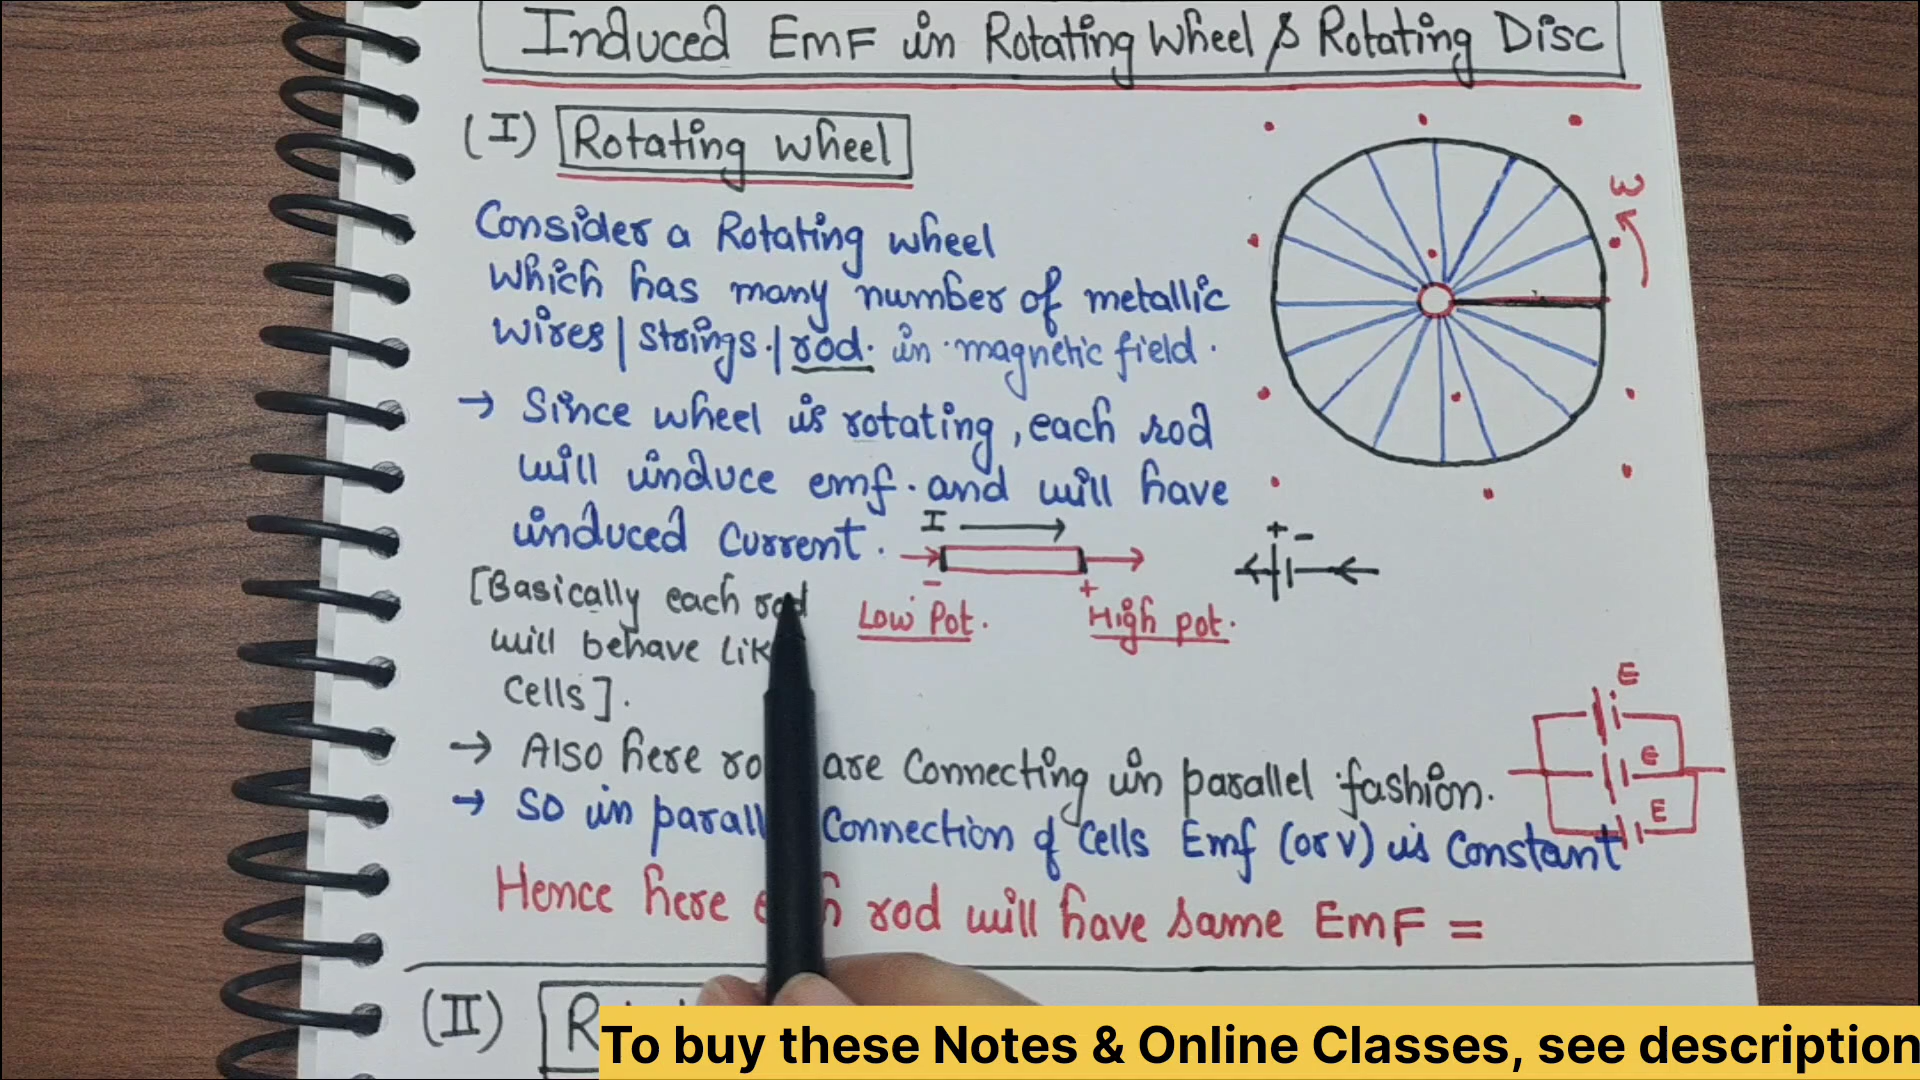 Induced EMF in Rotating Wheel & Rotating Disc
(I) Rotating wheel
ω
Consider a Rotating wheel
which has many number of metallic
wires | strings. | rod. in magnetic field.
→ Since wheel is rotating, each rod
will induce emf. and will have
induced Current.
I
- +
Low Pot. High pot.
+ -
[Basically each rod
will behave
Cells].
→ Also here are Connecting in parallel fashion.
E
E
E
→ SO in Connection of cells Emf (or V) is Constant
Hence here rod will have same EMF =
(II)
To buy these Notes & Online Classes, see description